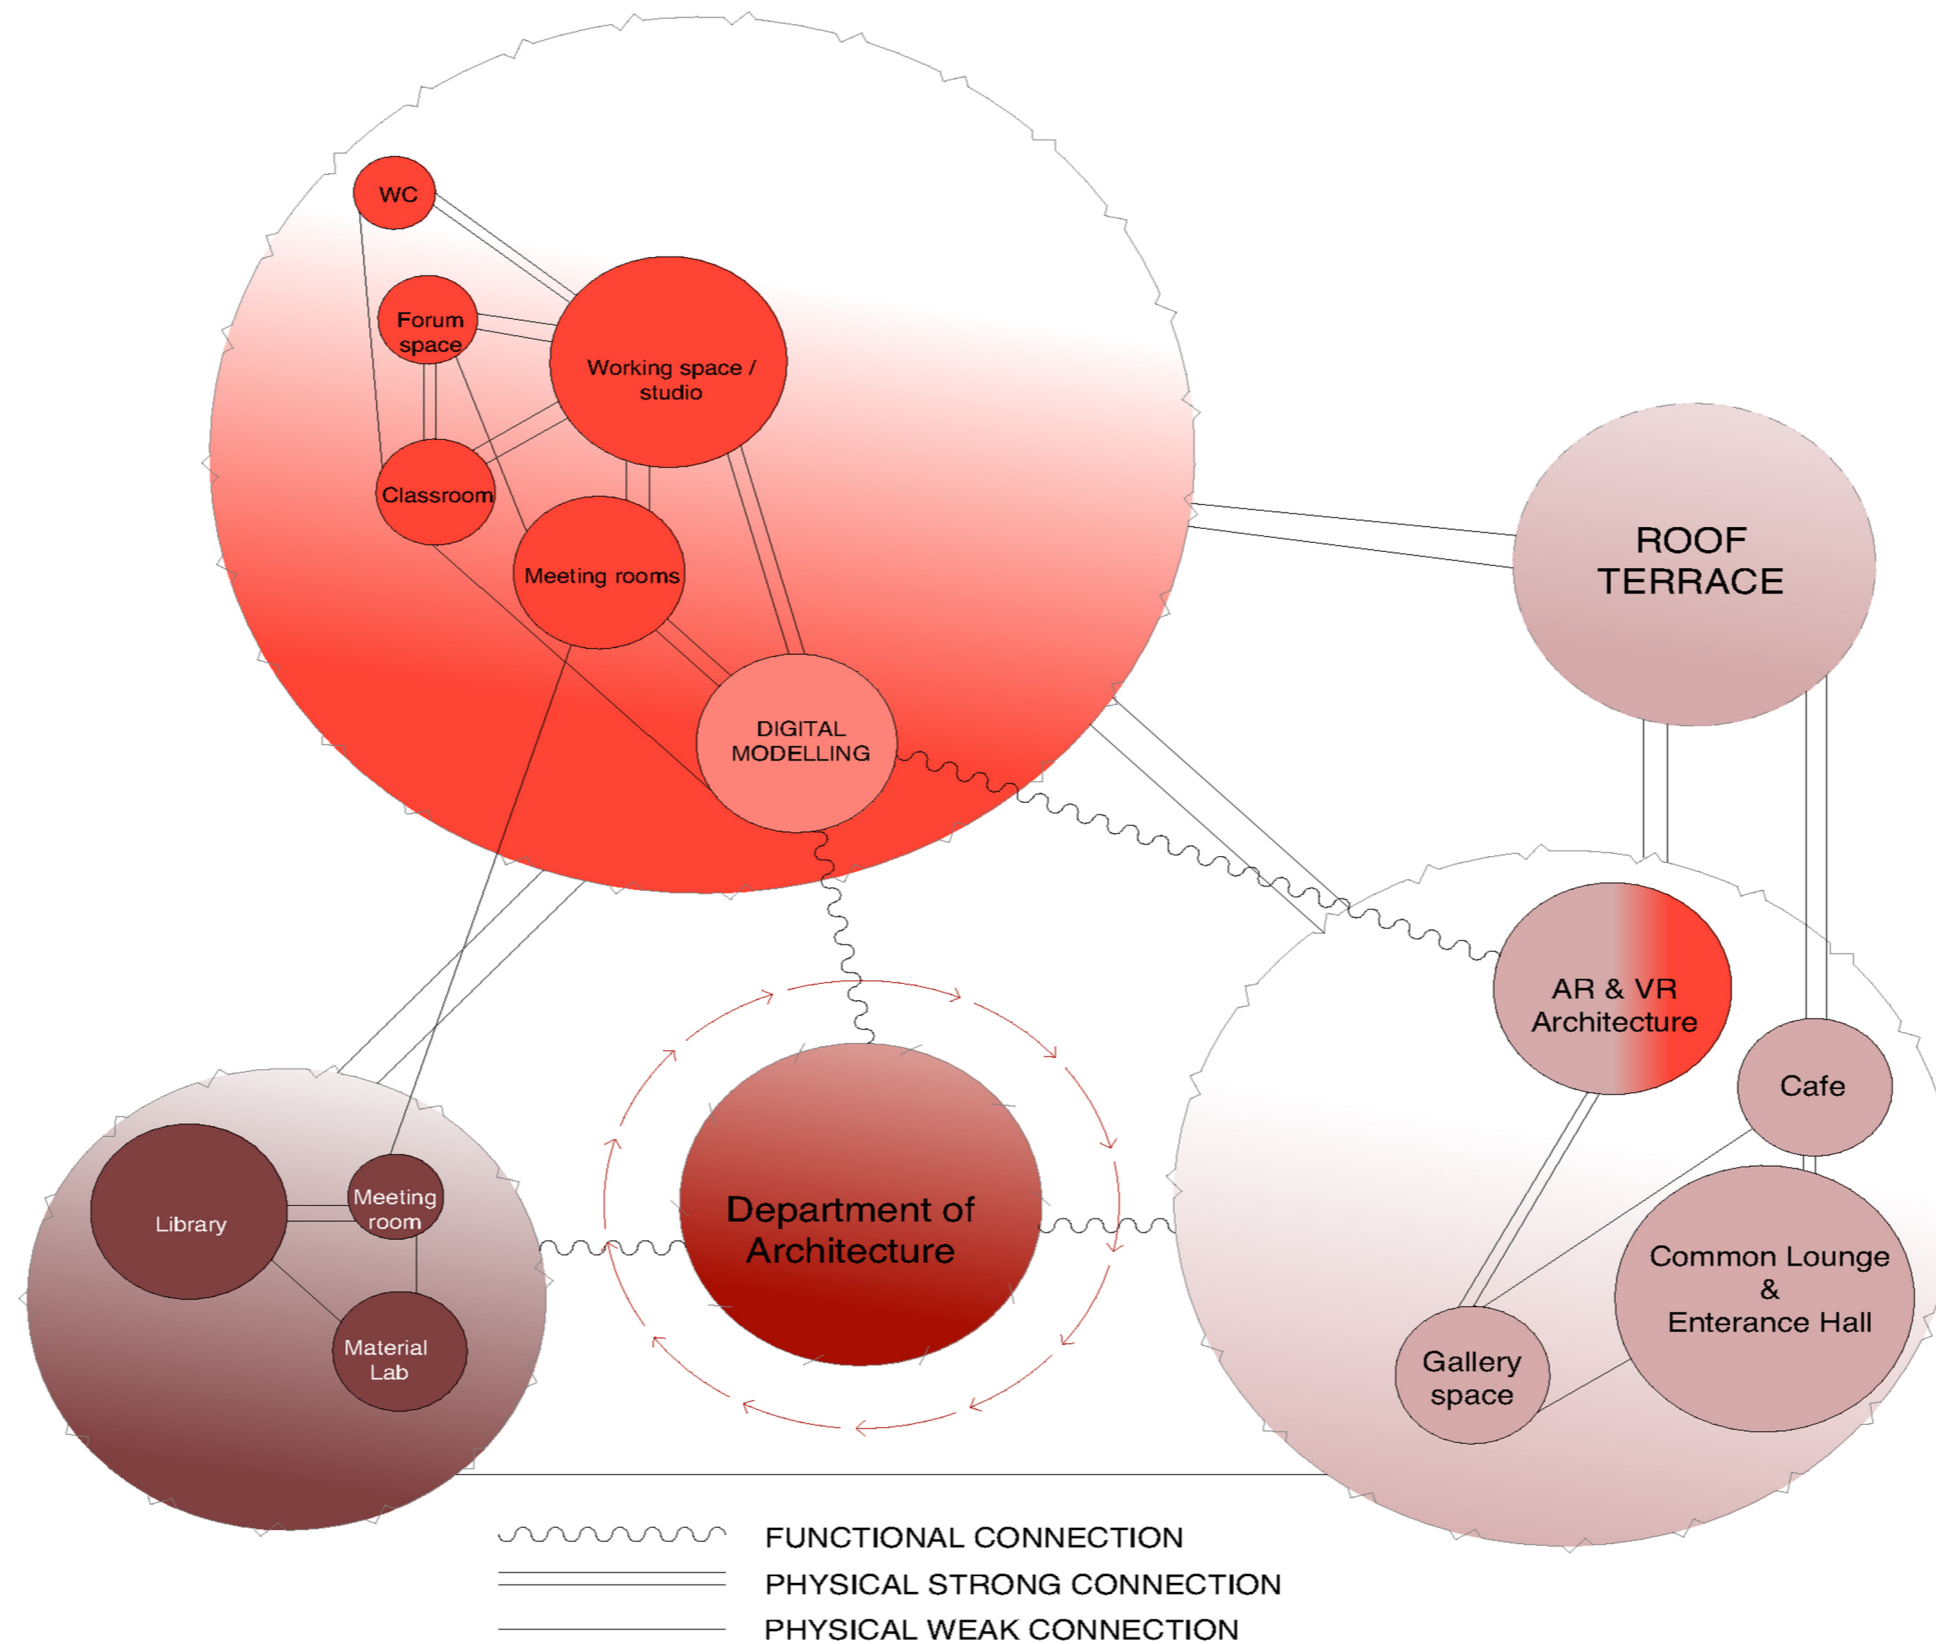 WC
Forum
space
Working space /
studio
Classroom
Meeting rooms
DIGITAL
MODELLING
ROOF
TERRACE
AR & VR
Architecture
Cafe
Common Lounge
&
Enterance Hall
Gallery
space
Library
Meeting
room
Material
Lab
Department of
Architecture
FUNCTIONAL CONNECTION
PHYSICAL STRONG CONNECTION
PHYSICAL WEAK CONNECTION